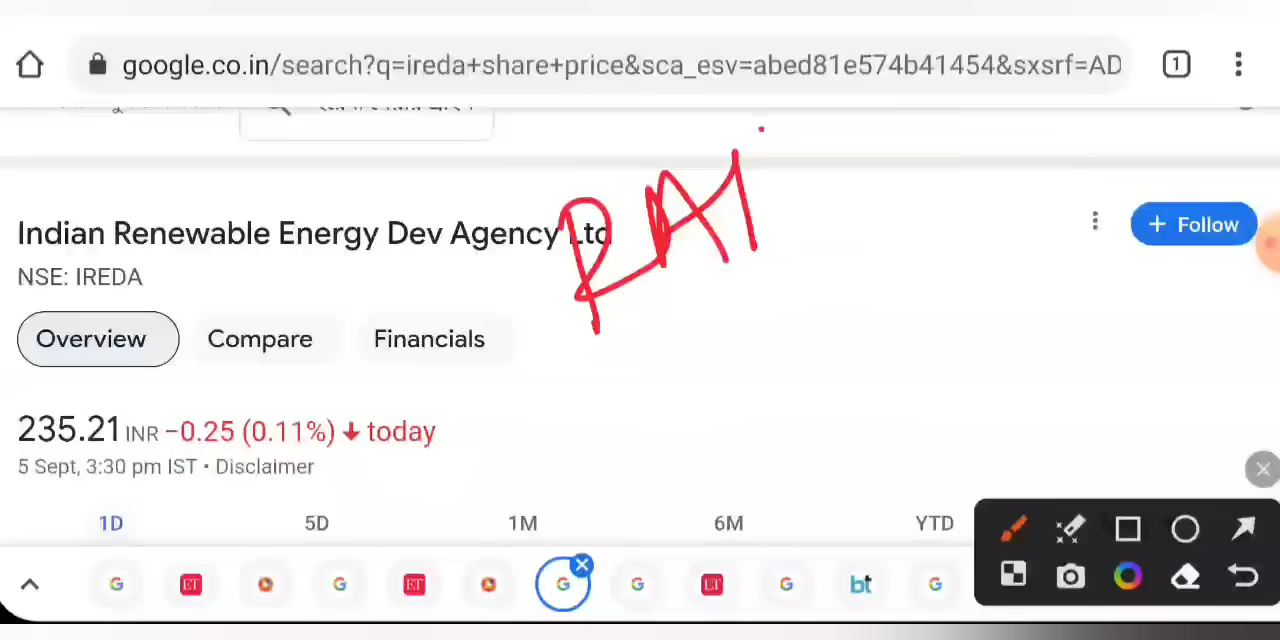 google.co.in/search?q=ireda+share+price&sca_esv=abed81e574b41454&sxsrf=AD
1
RAI
Indian Renewable Energy Dev Agency Ltd
+ Follow
NSE: IREDA
Overview
Compare
Financials
235.21 INR −0.25 (0.11%) ↓ today
5 Sept, 3:30 pm IST • Disclaimer
1D 5D 1M 6M YTD
G ET G ET G G ET G bt G